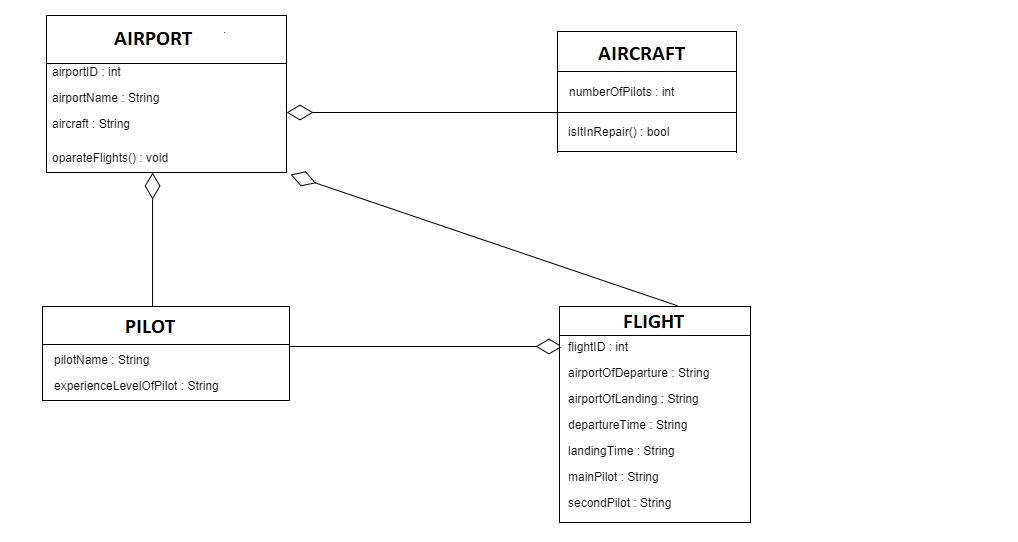 AIRPORT
airportID : int
airportName : String
aircraft : String
oparateFlights() : void
AIRCRAFT
numberOfPilots : int
isItInRepair() : bool
PILOT
pilotName : String
experienceLevelOfPilot : String
FLIGHT
flightID : int
airportOfDeparture : String
airportOfLanding : String
departureTime : String
landingTime : String
mainPilot : String
secondPilot : String